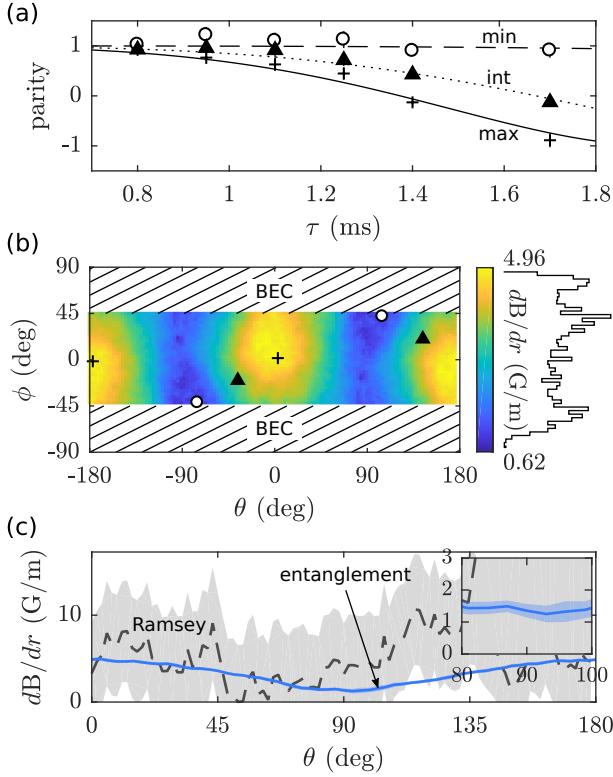 (a)
parity
1
0
-1
min
int
max
0.8
1
1.2
1.4
1.6
1.8
τ (ms)
(b)
ϕ (deg)
90
45
0
-45
-90
BEC
BEC
-180
-90
0
90
180
θ (deg)
4.96
dB/dr (G/m)
0.62
(c)
dB/dr (G/m)
10
0
Ramsey
entanglement
3
2
1
0
80
90
100
0
45
90
135
180
θ (deg)